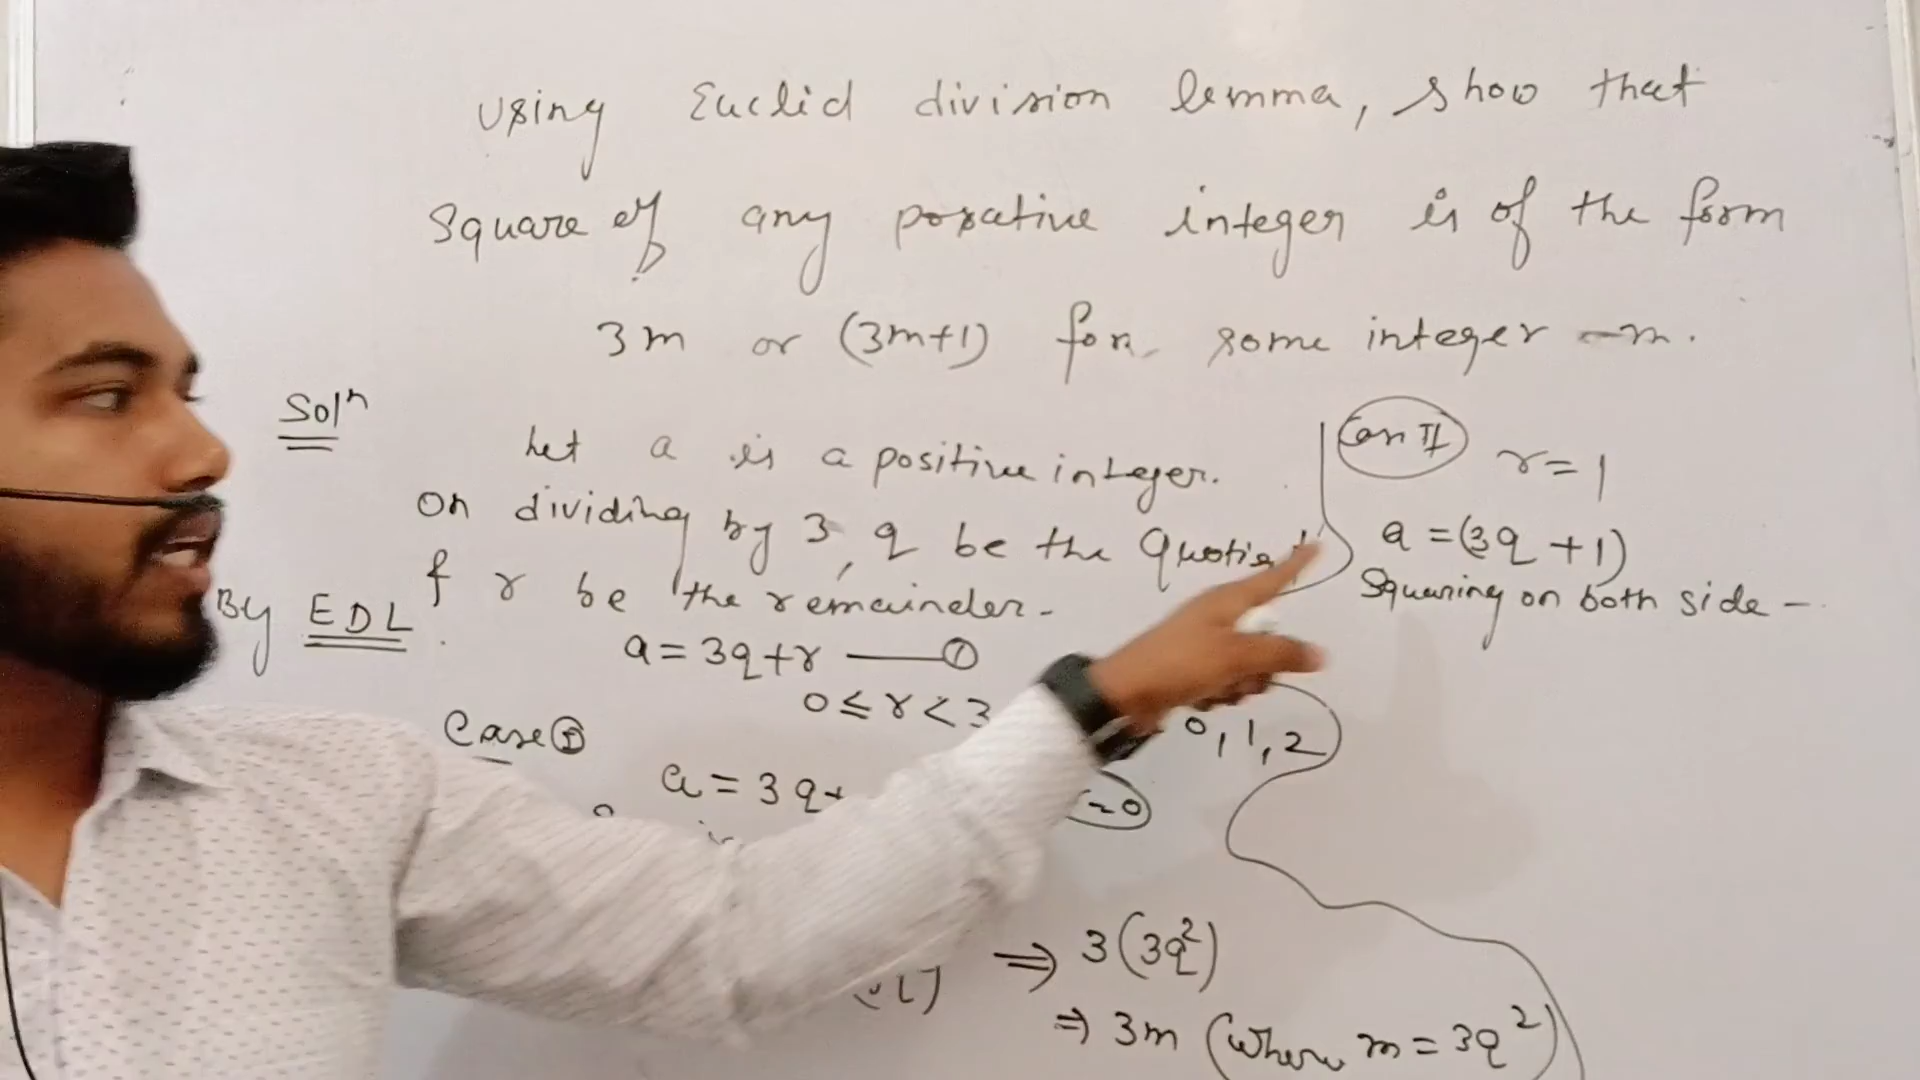 Using Euclid division lemma, show that
Square of any positive integer is of the form
3m or (3m+1) for some integer m.
Solⁿ
Let a is a positive integer.
On dividing by 3, q be the
& r be the remainder-
By EDL
a = 3q+r —— ①
0 ≤ r < 3
0, 1, 2
Case I
a = 3q+
=0
⇒ 3(3q²)
⇒ 3m (where m = 3q²)
Case II r = 1
a = (3q + 1)
Squaring on both side -